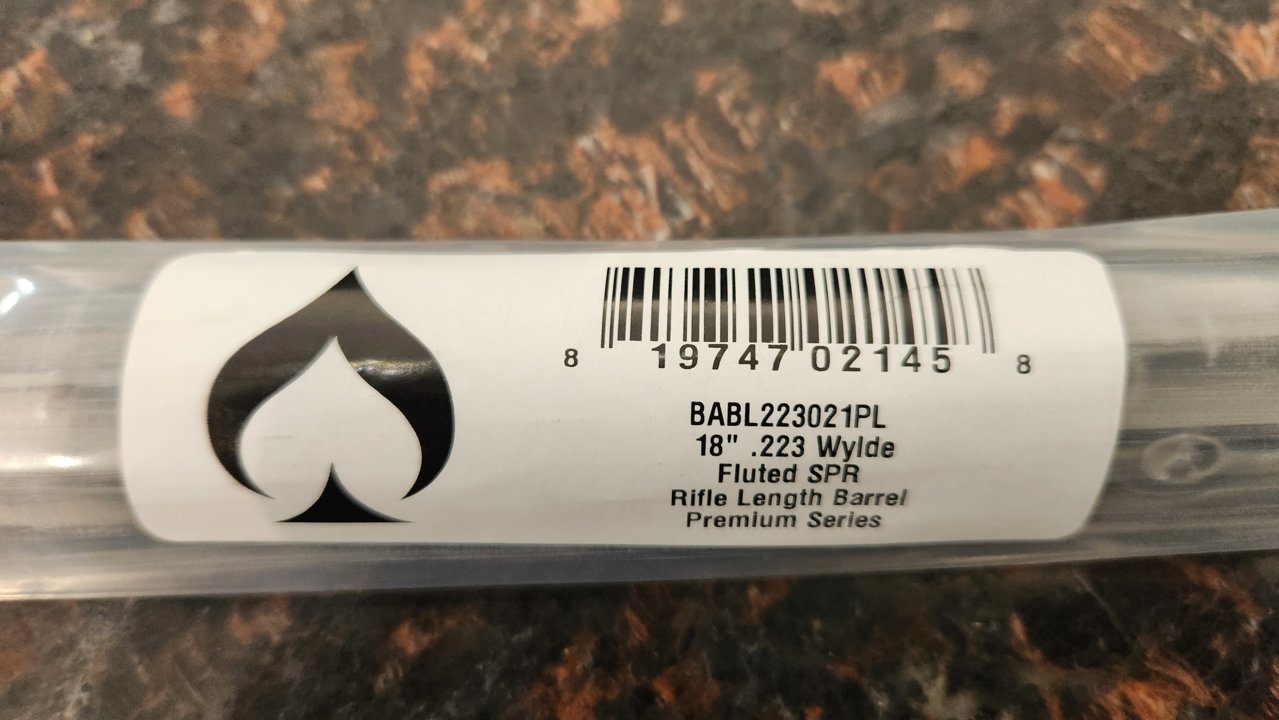 8 19747 02145 8
BABL223021PL
18" .223 Wylde
Fluted SPR
Rifle Length Barrel
Premium Series